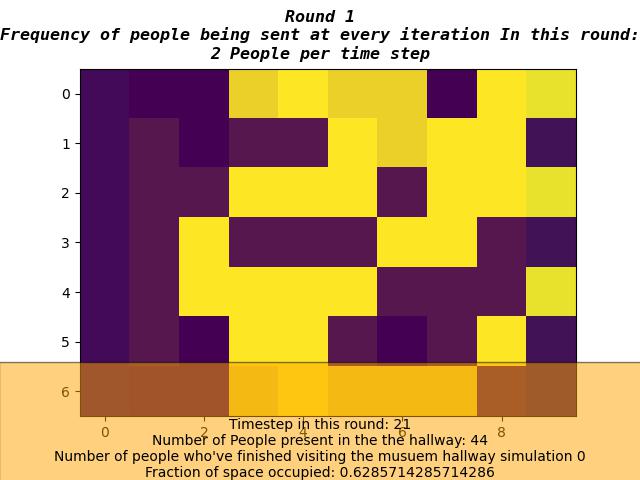 Round 1
Frequency of people being sent at every iteration In this round:
2 People per time step
0
1
2
3
4
5
6
0 2 4 6 8
Timestep in this round: 21
Number of People present in the the hallway: 44
Number of people who've finished visiting the musuem hallway simulation 0
Fraction of space occupied: 0.6285714285714286